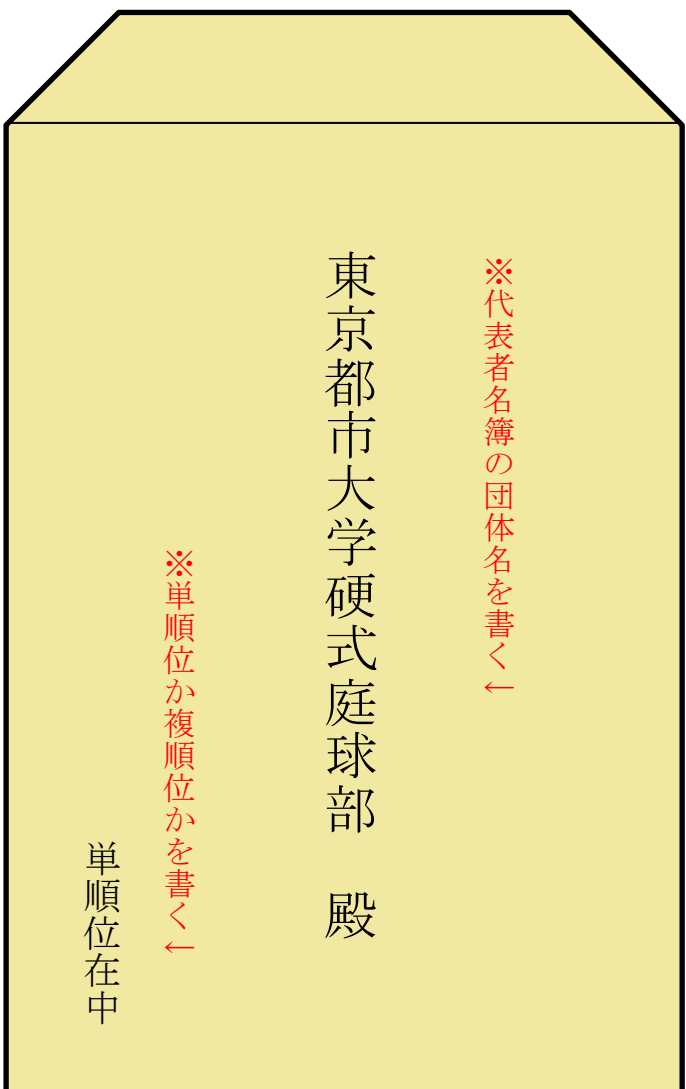 ※代表者名簿の団体名を書く←
東京都市大学硬式庭球部　殿
※単順位か複順位かを書く←
単順位在中